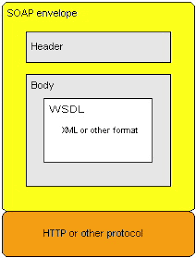 SOAP envelope
Header
Body
WSDL
XML or other format
HTTP or other protocol